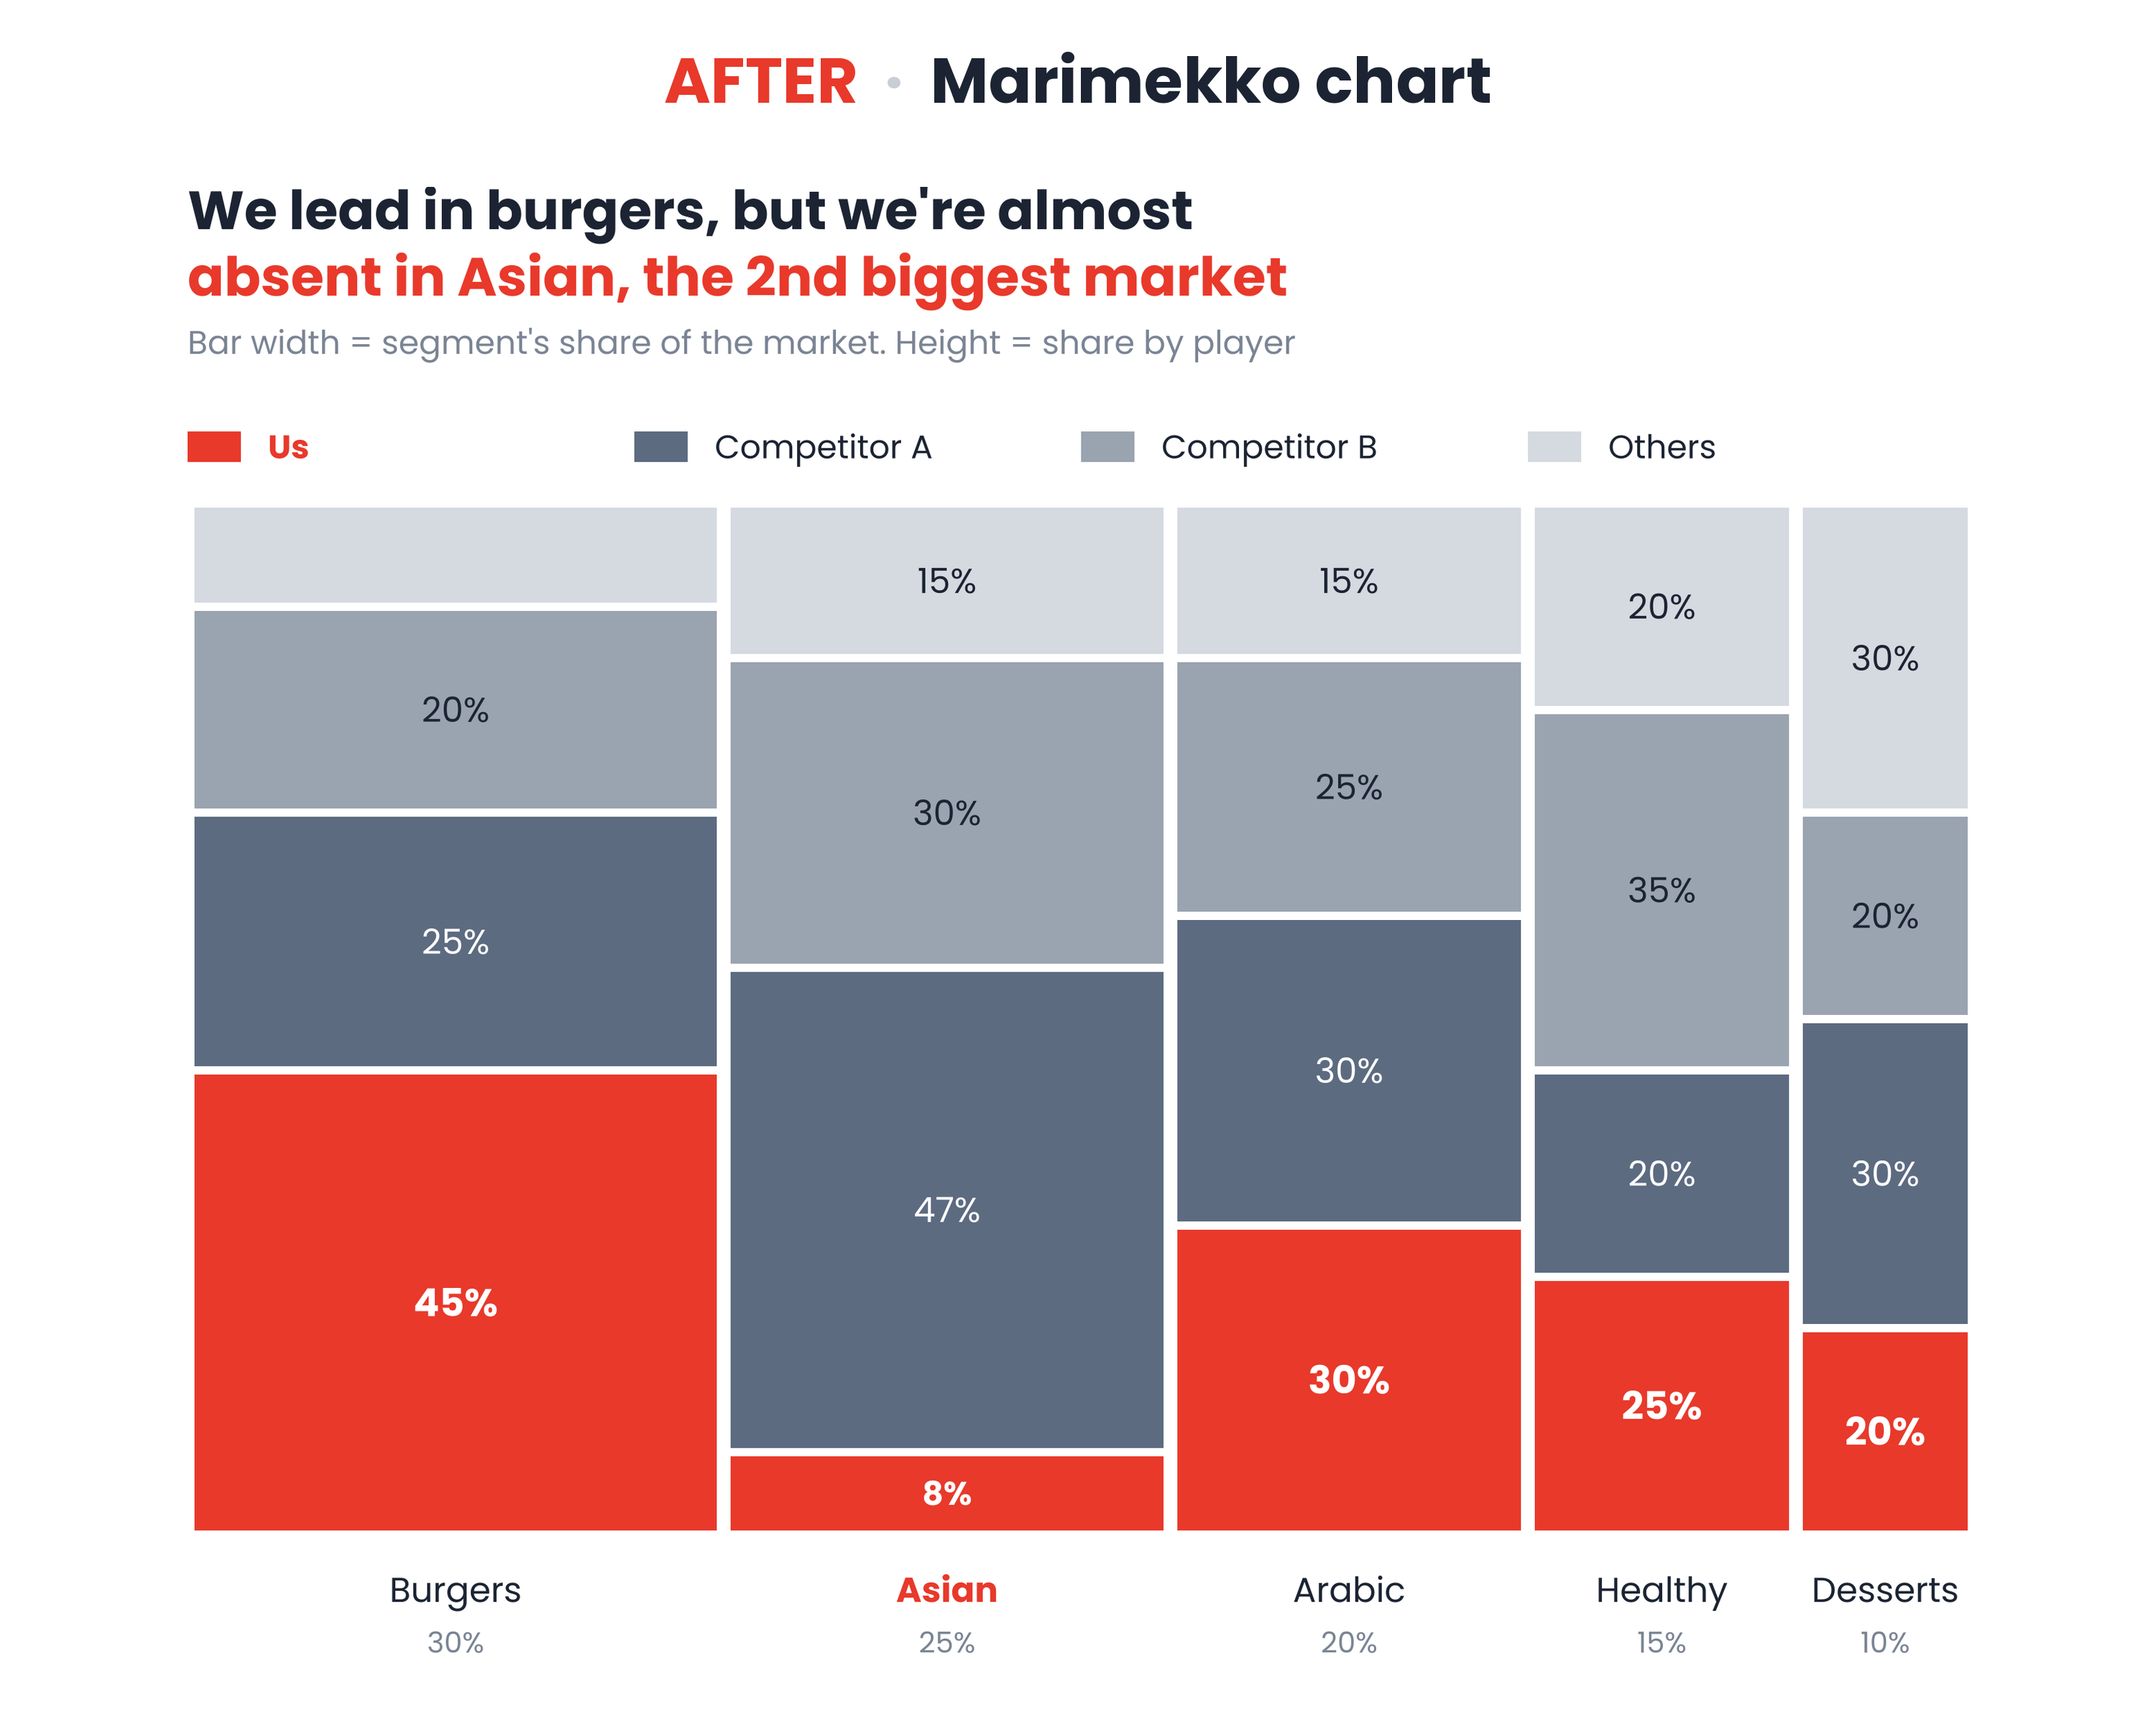 AFTER • Marimekko chart
We lead in burgers, but we're almost
absent in Asian, the 2nd biggest market
Bar width = segment's share of the market. Height = share by player
Us Competitor A Competitor B Others
15% 15% 20% 30%
20% 30% 25% 35% 20%
25% 47% 30% 20% 30%
45% 8% 30% 25% 20%
Burgers Asian Arabic Healthy Desserts
30% 25% 20% 15% 10%